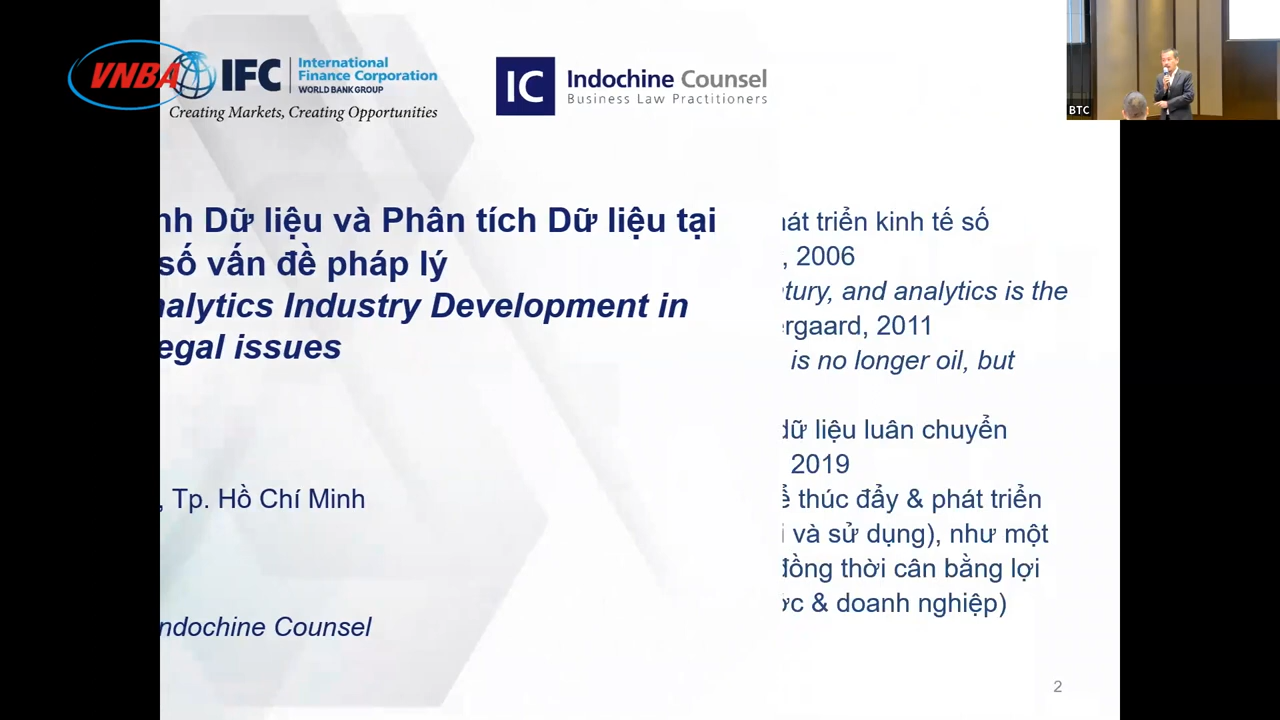 VNBA
IFC
International
Finance Corporation
WORLD BANK GROUP
Creating Markets, Creating Opportunities
IC
Indochine Counsel
Business Law Practitioners
BTC
nh Dữ liệu và Phân tích Dữ liệu tại
số vấn đề pháp lý
nalytics Industry Development in
egal issues
, Tp. Hồ Chí Minh
ndochine Counsel
hát triển kinh tế số
, 2006
tury, and analytics is the
ergaard, 2011
is no longer oil, but
dữ liệu luân chuyển
, 2019
ể thúc đẩy & phát triển
i và sử dụng), như một
đồng thời cân bằng lợi
ớc & doanh nghiệp)
2